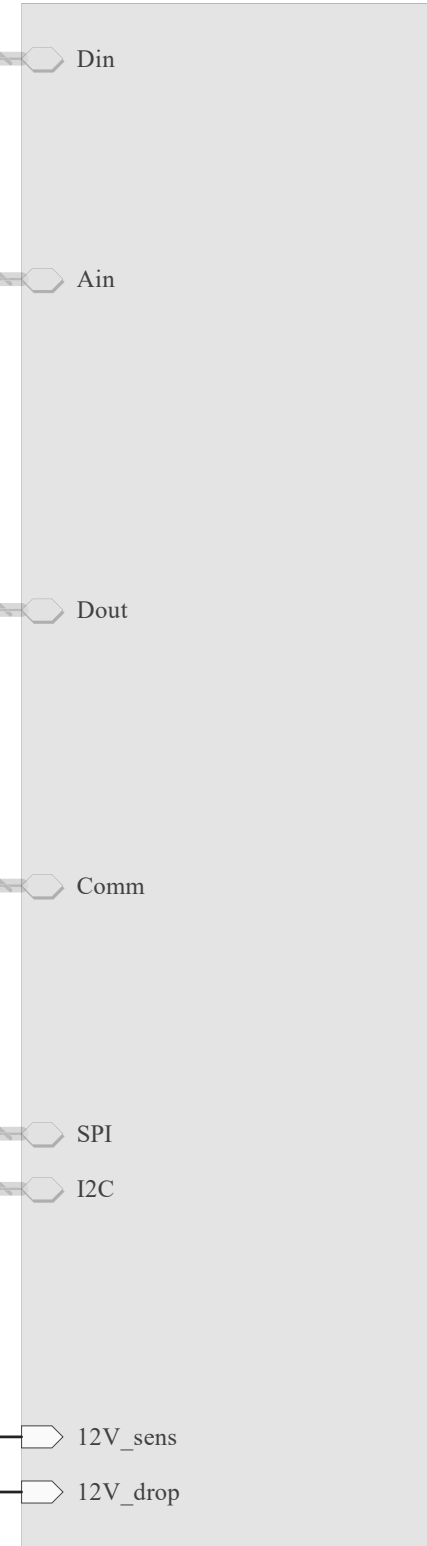 Din
Ain
Dout
Comm
SPI
I2C
12V_sens
12V_drop